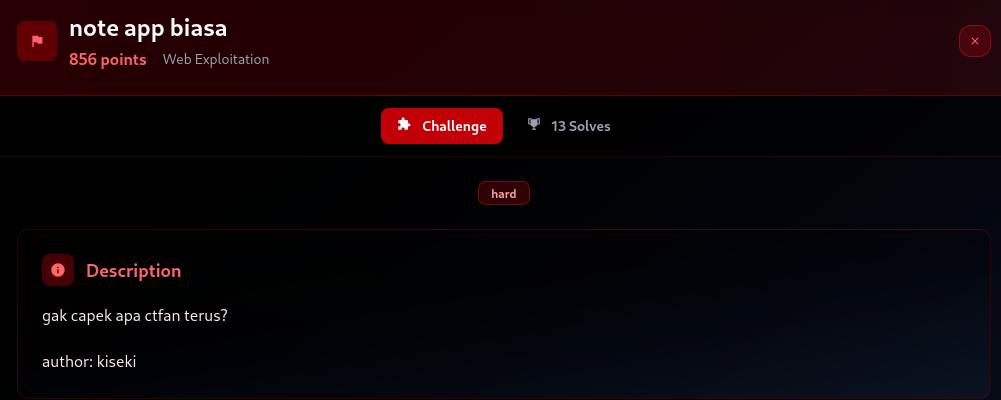 note app biasa
856 points Web Exploitation
Challenge 13 Solves
hard
Description
gak capek apa ctfan terus?
author: kiseki